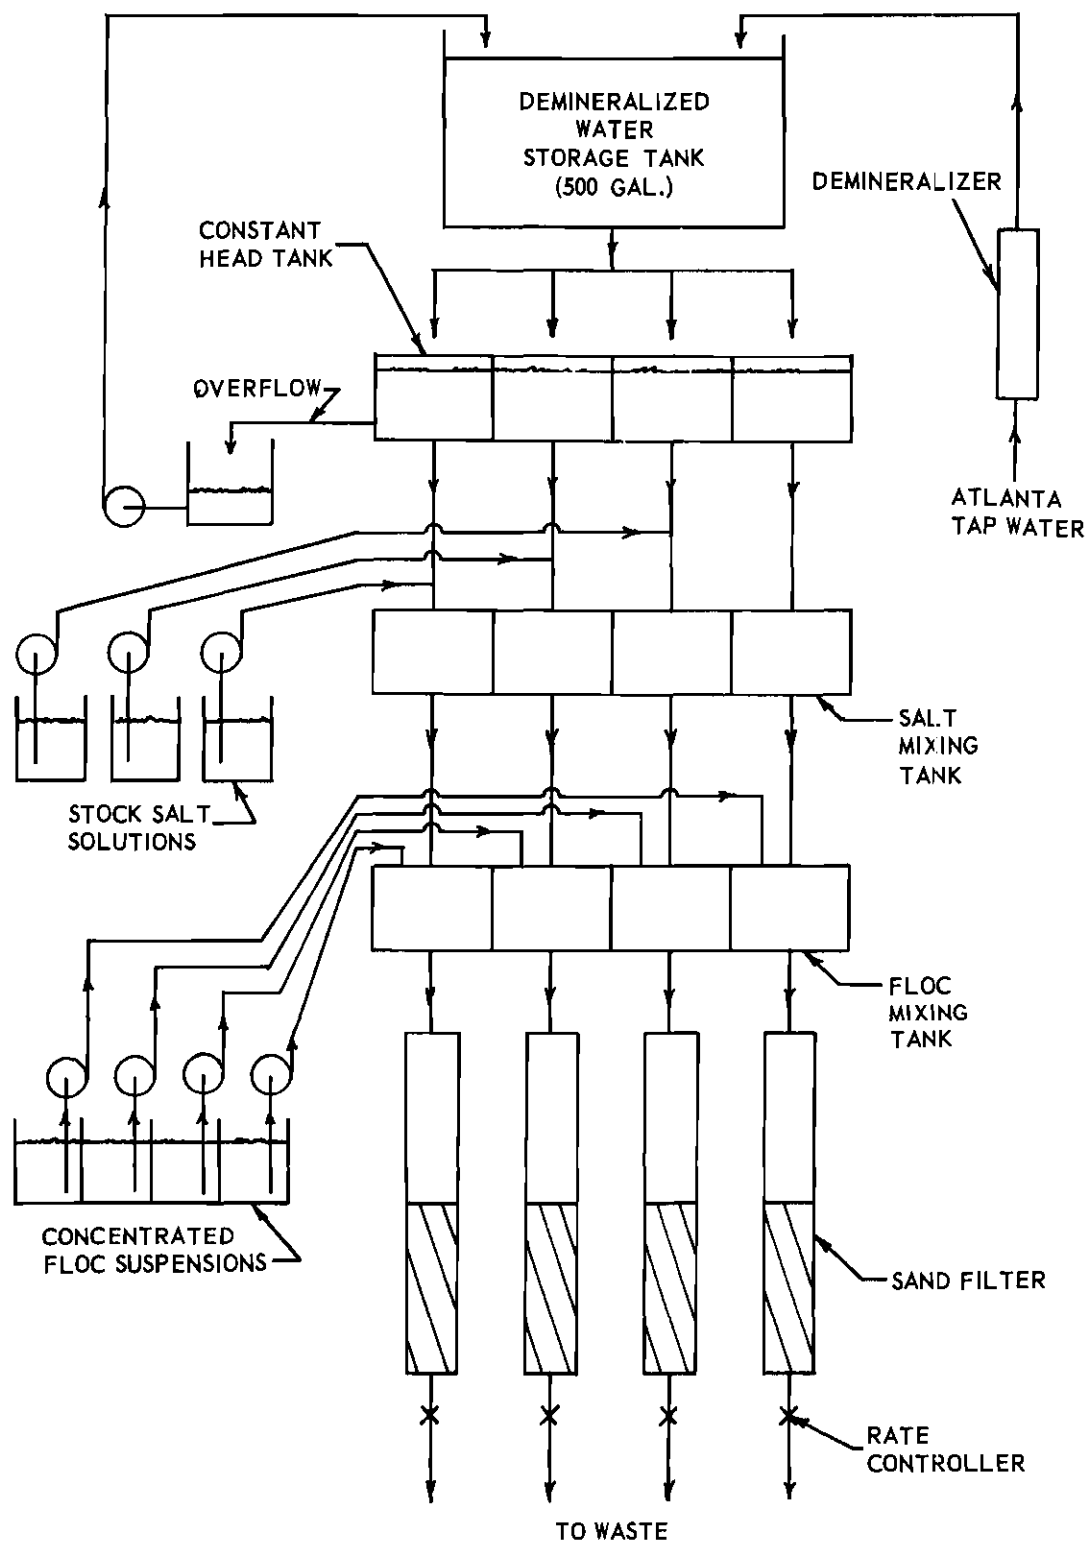 DEMINERALIZED
WATER
STORAGE TANK
(500 GAL.)
DEMINERALIZER
CONSTANT
HEAD TANK
OVERFLOW
ATLANTA
TAP WATER
SALT
MIXING
TANK
STOCK SALT
SOLUTIONS
FLOC
MIXING
TANK
CONCENTRATED
FLOC SUSPENSIONS
SAND FILTER
RATE
CONTROLLER
TO WASTE